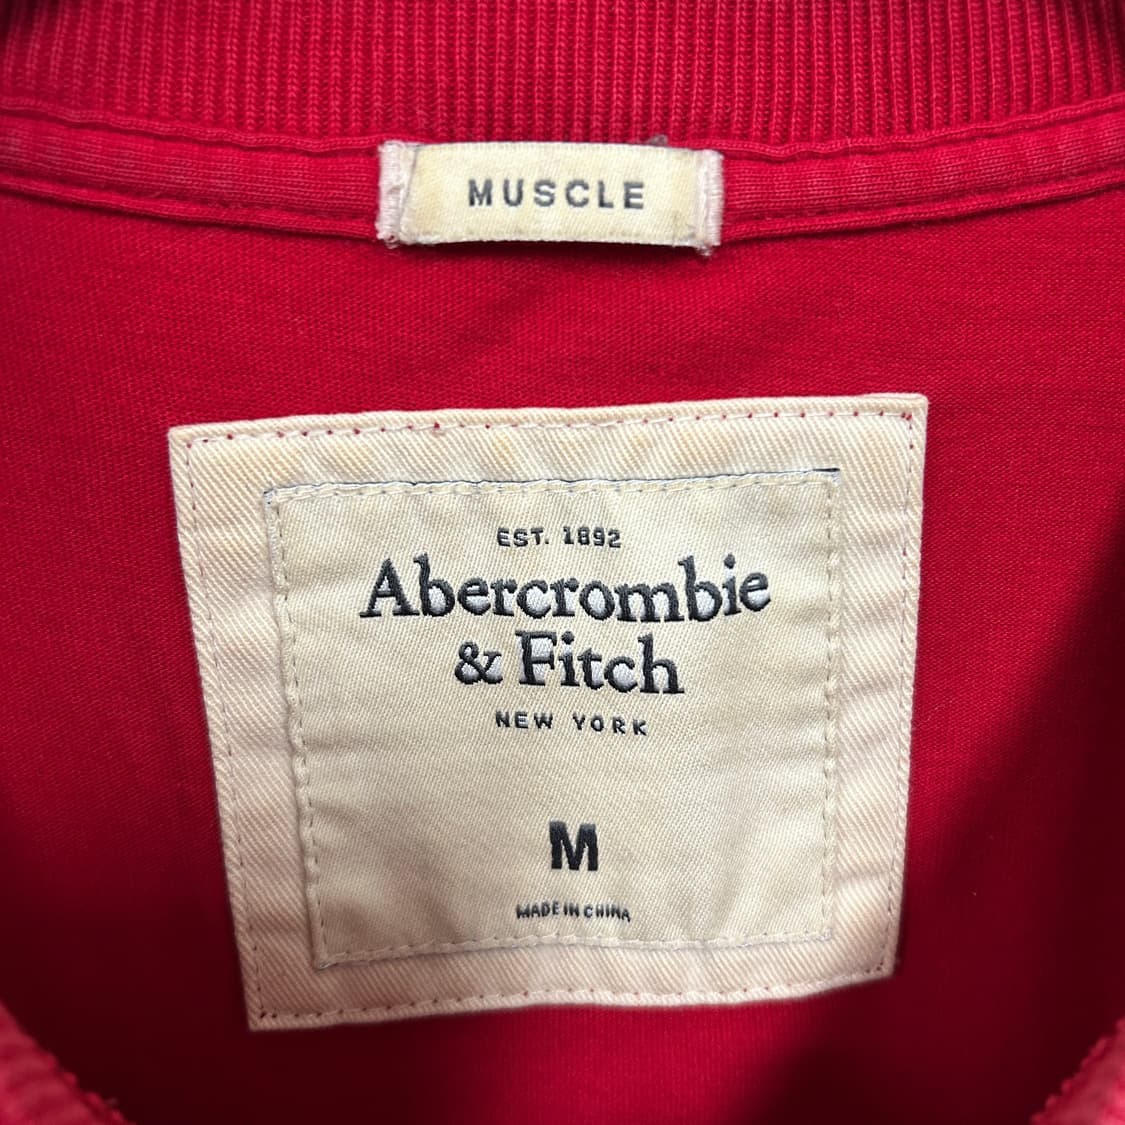 MUSCLE
EST. 1892
Abercrombie
& Fitch
NEW YORK
M
MADE IN CHINA